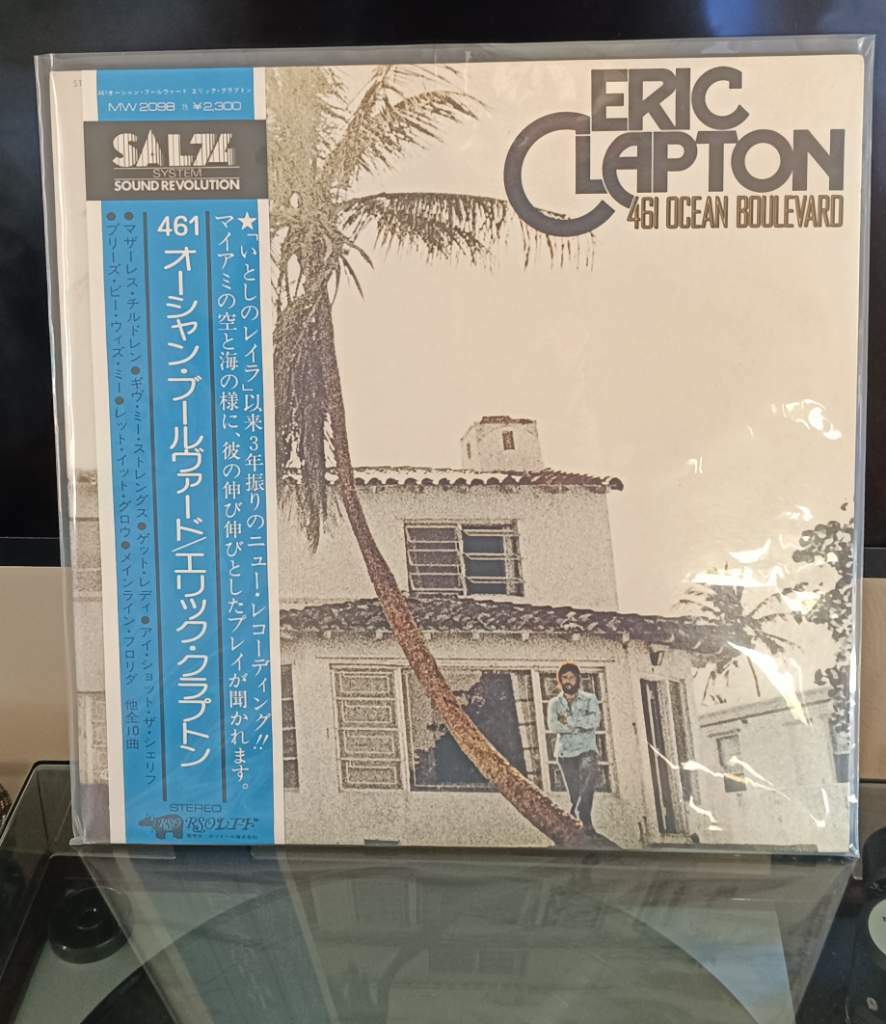 461オーシャン・ブールヴァード エリック・クラプトン
MW 2098 ¥2,300
SAL74
SYSTEM
SOUND REVOLUTION
★「いとしのレイラ」以来3年振りのニュー・レコーディング!!
マイアミの空と海の様に、彼の伸び伸びとしたプレイが聞かれます。
461 オーシャン・ブールヴァード/エリック・クラプトン
●マザーレス・チルドレン●ギヴ・ミー・ストレングス●ゲット・レディ●アイ・ショット・ザ・シェリフ
●プリーズ・ビー・ウィズ・ミー●レット・イット・グロウ●メインライン・フロリダ 他全10曲
STEREO
RSO RSOレコード
ST
ERIC
CLAPTON
461 OCEAN BOULEVARD